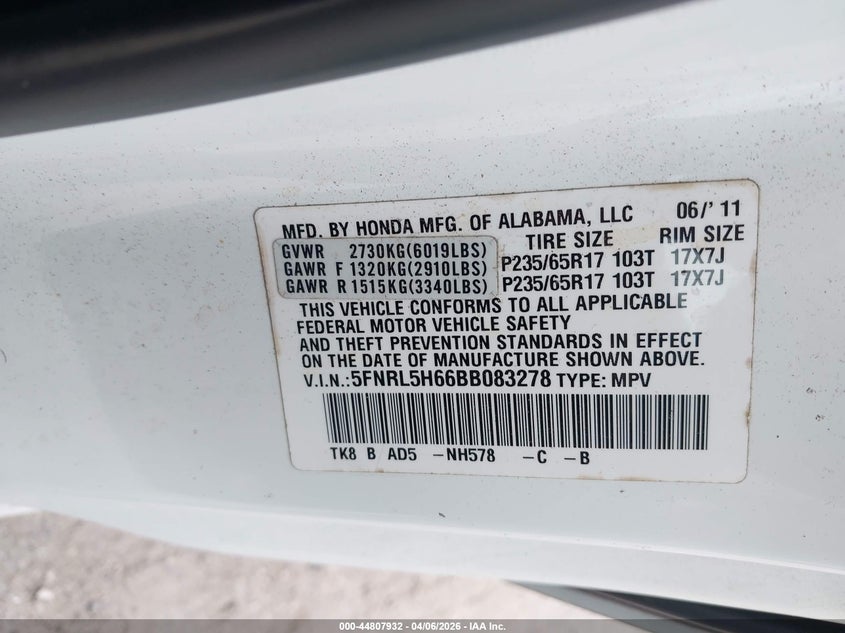 MFD. BY HONDA MFG. OF ALABAMA, LLC 06/' 11
TIRE SIZE RIM SIZE
GVWR 2730KG(6019LBS)
GAWR F 1320KG(2910LBS) P235/65R17 103T 17X7J
GAWR R 1515KG(3340LBS) P235/65R17 103T 17X7J
THIS VEHICLE CONFORMS TO ALL APPLICABLE
FEDERAL MOTOR VEHICLE SAFETY
AND THEFT PREVENTION STANDARDS IN EFFECT
ON THE DATE OF MANUFACTURE SHOWN ABOVE.
V.I.N.:5FNRL5H66BB083278 TYPE: MPV
TK8 B AD5 -NH578 -C -B
000-44807932 - 04/06/2026 - IAA Inc.